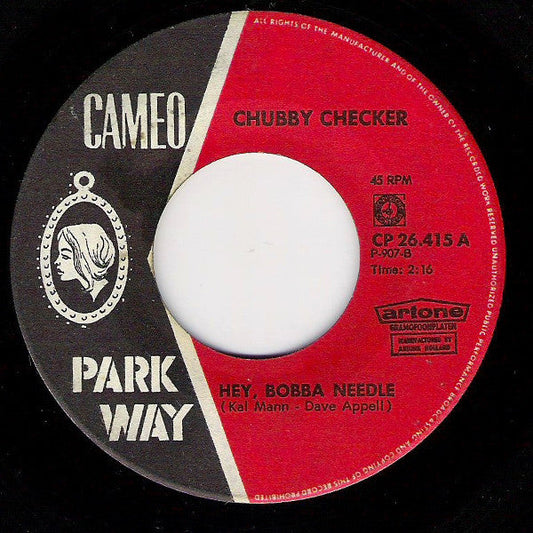 ALL RIGHTS OF THE MANUFACTURER AND OF THE OWNER OF THE RECORDED WORK RESERVED UNAUTHORIZED PUBLIC PERFORMANCE BROADCASTING AND COPYING OF THIS RECORD PROHIBITED
CAMEO
CHUBBY CHECKER
45 RPM
CP 26.415 A
P-907-B
Time: 2:16
artone
GRAMOFOONPLATEN
MANUFACTURED BY
ARTONE HOLLAND
PARK
WAY
HEY, BOBBA NEEDLE
(Kal Mann - Dave Appell)